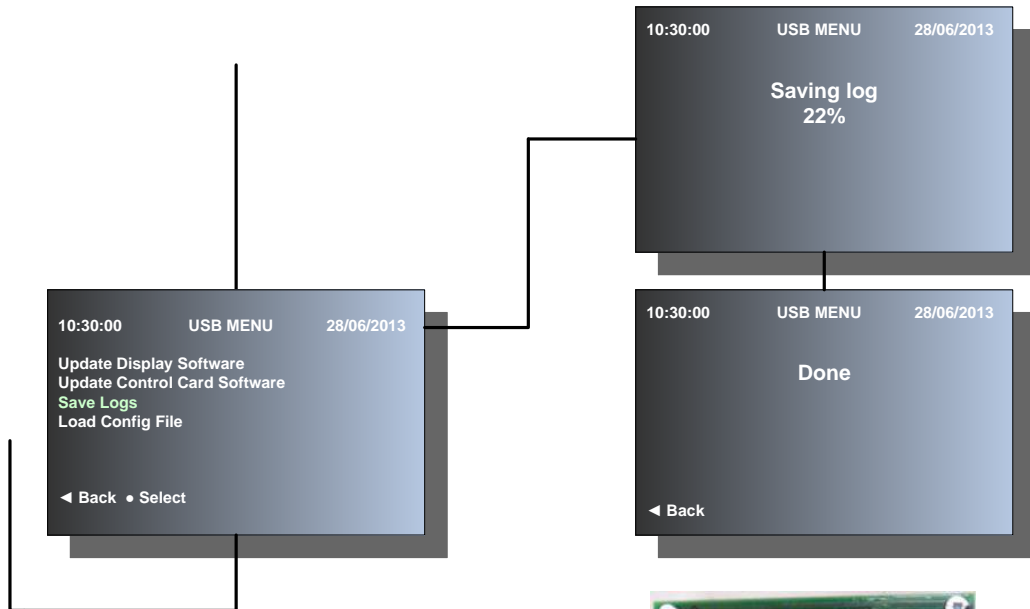 10:30:00 USB MENU 28/06/2013
Saving log
22%
10:30:00 USB MENU 28/06/2013
Update Display Software
Update Control Card Software
Save Logs
Load Config File
◄ Back ● Select
10:30:00 USB MENU 28/06/2013
Done
◄ Back